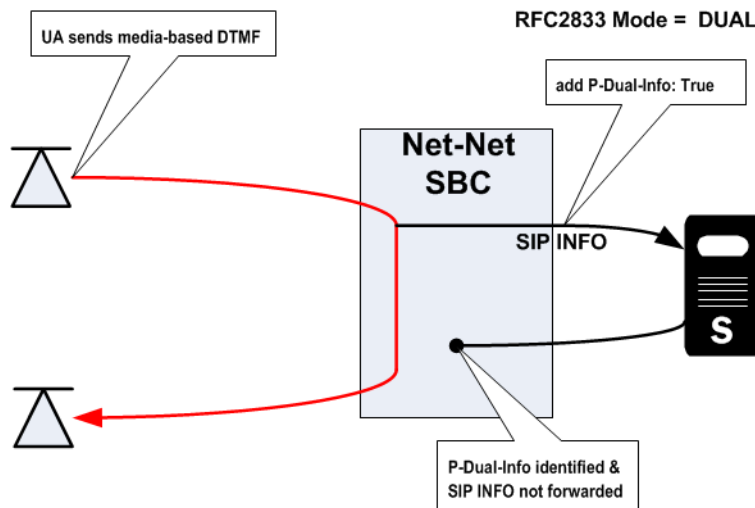 RFC2833 Mode = DUAL
UA sends media-based DTMF
add P-Dual-Info: True
Net-Net
SBC
SIP INFO
S
P-Dual-Info identified &
SIP INFO not forwarded